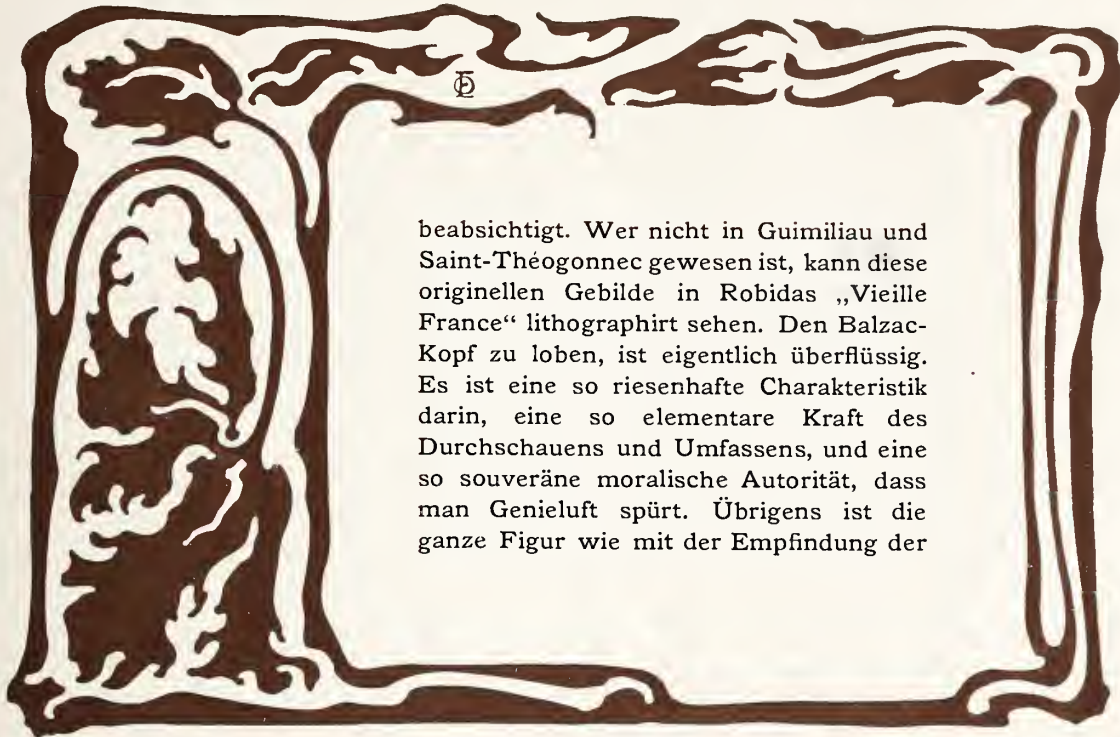 beabsichtigt. Wer nicht in Guimiliau und
Saint-Théogonnec gewesen ist, kann diese
originellen Gebilde in Robidas „Vieille
France“ lithographirt sehen. Den Balzac-
Kopf zu loben, ist eigentlich überflüssig.
Es ist eine so riesenhafte Charakteristik
darin, eine so elementare Kraft des
Durchschauens und Umfassens, und eine
so souveräne moralische Autorität, dass
man Genieluft spürt. Übrigens ist die
ganze Figur wie mit der Empfindung der